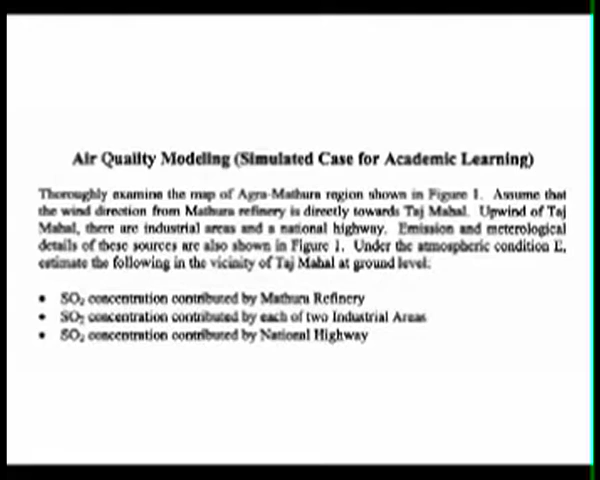 Air Quality Modeling (Simulated Case for Academic Learning)
Thoroughly examine the map of Agra-Mathura region shown in Figure 1. Assume that
the wind direction from Mathura refinery is directly towards Taj Mahal. Upwind of Taj
Mahal, there are industrial areas and a national highway. Emission and meterological
details of these sources are also shown in Figure 1. Under the atmospheric condition E,
estimate the following in the vicinity of Taj Mahal at ground level:
• SO₂ concentration contributed by Mathura Refinery
• SO₂ concentration contributed by each of two Industrial Areas
• SO₂ concentration contributed by National Highway